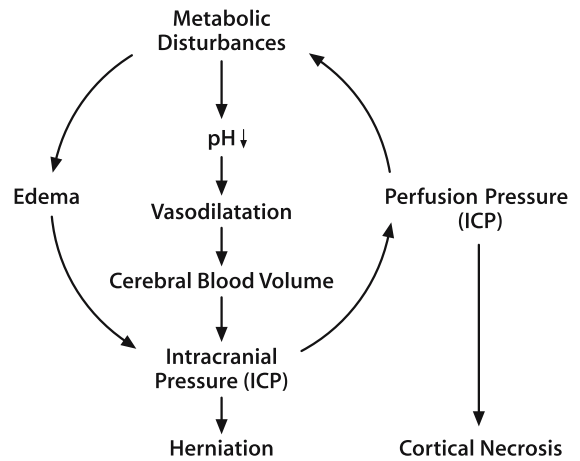 Metabolic
Disturbances
pH↓
Edema
Vasodilatation
Perfusion Pressure
(ICP)
Cerebral Blood Volume
Intracranial
Pressure (ICP)
Herniation
Cortical Necrosis